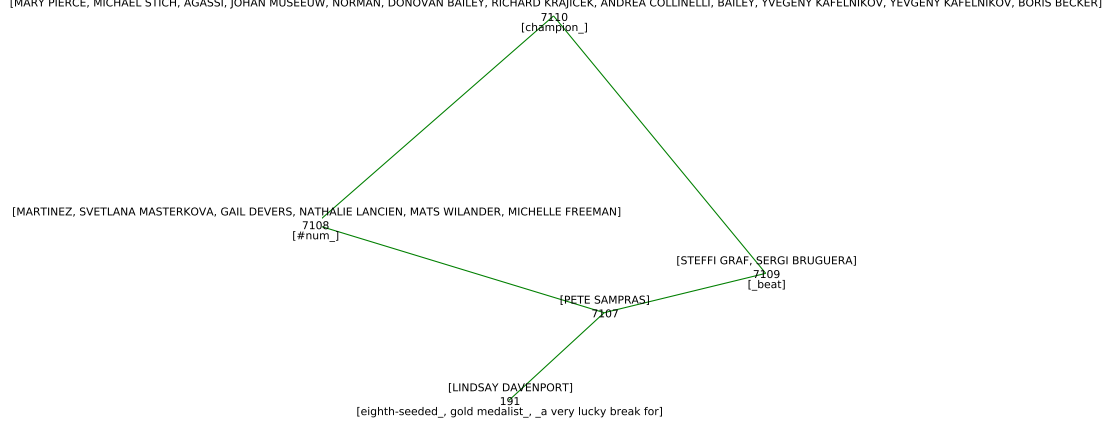 [MARY PIERCE, MICHAEL STICH, AGASSI, JOHAN MUSEEUW, NORMAN, DONOVAN BAILEY, RICHARD KRAJICEK, ANDREA COLLINELLI, BAILEY, YVEGENY KAFELNIKOV, YEVGENY KAFELNIKOV, BORIS BECKER]
7110
[champion_]
[MARTINEZ, SVETLANA MASTERKOVA, GAIL DEVERS, NATHALIE LANCIEN, MATS WILANDER, MICHELLE FREEMAN]
7108
[#num_]
[STEFFI GRAF, SERGI BRUGUERA]
7109
[_beat]
[PETE SAMPRAS]
7107
[LINDSAY DAVENPORT]
191
[eighth-seeded_, gold medalist_, _a very lucky break for]